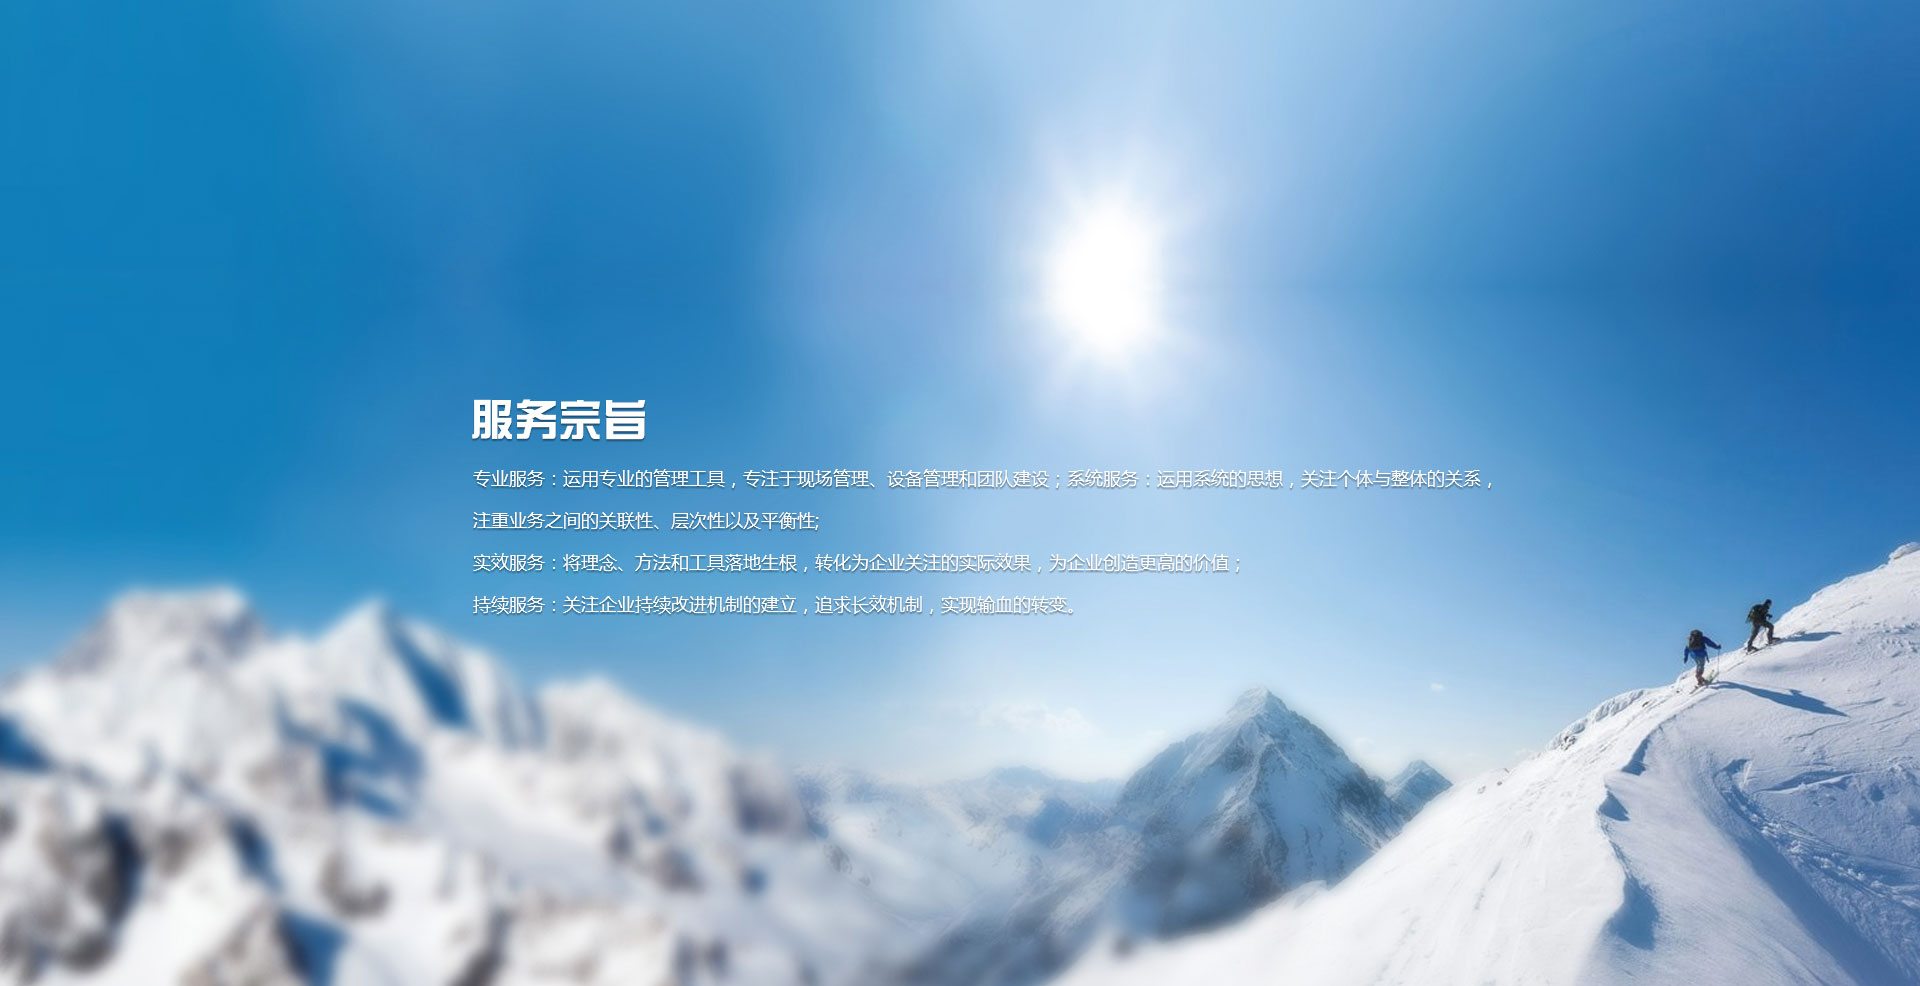 服务宗旨
专业服务：运用专业的管理工具，专注于现场管理、设备管理和团队建设；系统服务：运用系统的思想，关注个体与整体的关系，
注重业务之间的关联性、层次性以及平衡性;
实效服务：将理念、方法和工具落地生根，转化为企业关注的实际效果，为企业创造更高的价值；
持续服务：关注企业持续改进机制的建立，追求长效机制，实现输血的转变。